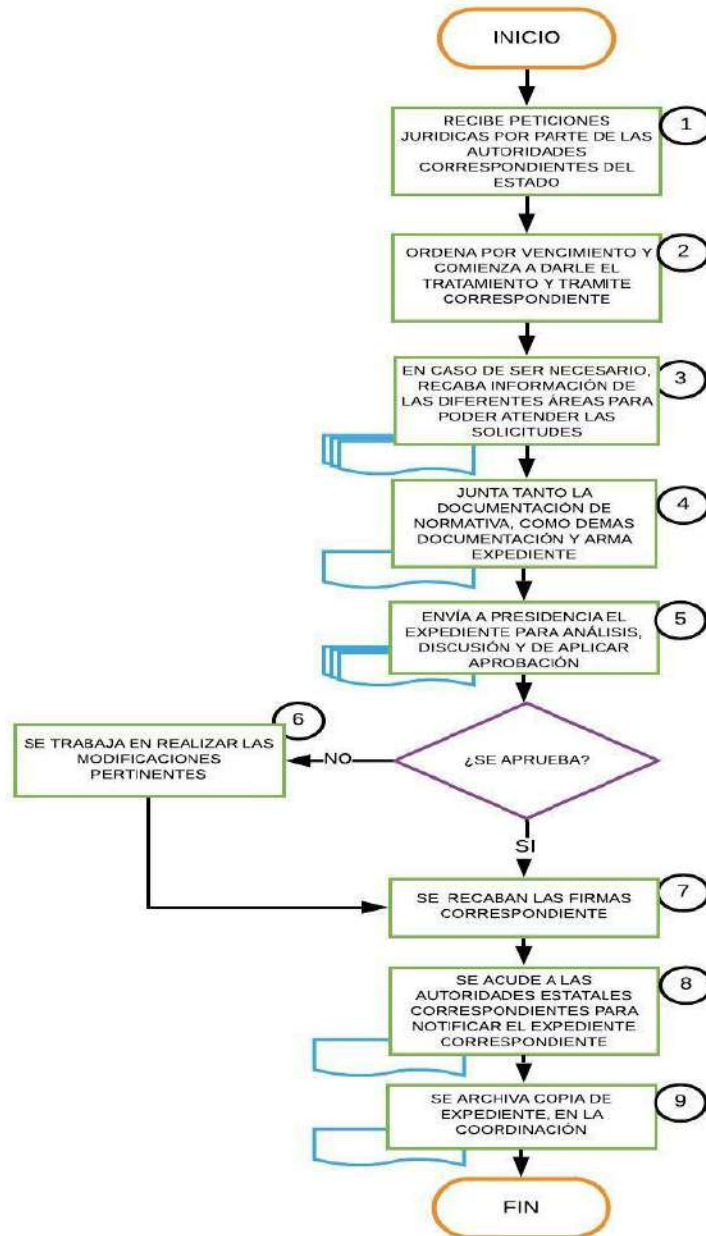 INICIO
1
RECIBE PETICIONES
JURIDICAS POR PARTE DE LAS
AUTORIDADES
CORRESPONDIENTES DEL
ESTADO
2
ORDENA POR VENCIMIENTO Y
COMIENZA A DARLE EL
TRATAMIENTO Y TRAMITE
CORRESPONDIENTE
3
EN CASO DE SER NECESARIO,
RECABA INFORMACIÓN DE
LAS DIFERENTES ÁREAS PARA
PODER ATENDER LAS
SOLICITUDES
4
JUNTA TANTO LA
DOCUMENTACIÓN DE
NORMATIVA, COMO DEMAS
DOCUMENTACIÓN Y ARMA
EXPEDIENTE
5
ENVÍA A PRESIDENCIA EL
EXPEDIENTE PARA ANÁLISIS,
DISCUSIÓN Y DE APLICAR
APROBACIÓN
6
SE TRABAJA EN REALIZAR LAS
MODIFICACIONES
PERTINENTES
NO
¿SE APRUEBA?
SI
7
SE RECABAN LAS FIRMAS
CORRESPONDIENTE
8
SE ACUDE A LAS
AUTORIDADES ESTATALES
CORRESPONDIENTES PARA
NOTIFICAR EL EXPEDIENTE
CORRESPONDIENTE
9
SE ARCHIVA COPIA DE
EXPEDIENTE, EN LA
COORDINACIÓN
FIN